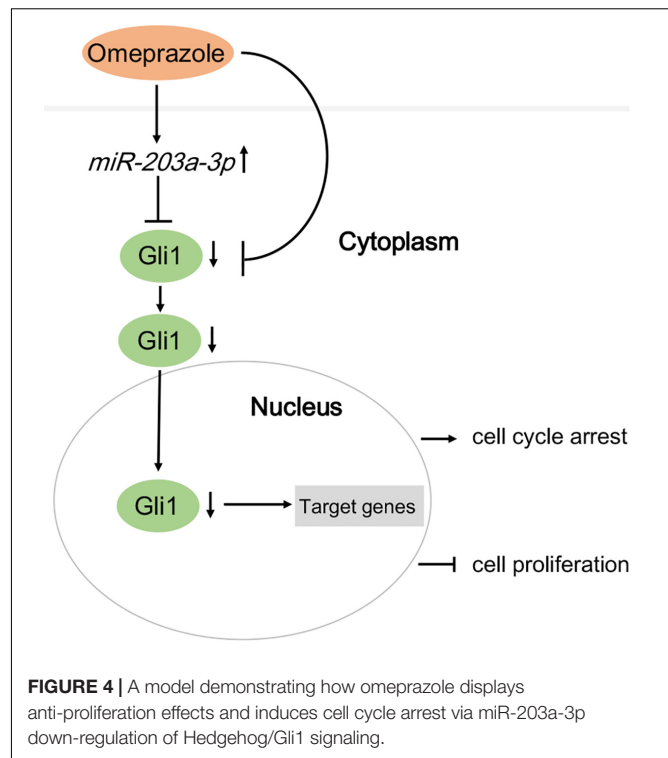 Omeprazole
miR-203a-3p
Gli1
Cytoplasm
Gli1
Nucleus
cell cycle arrest
Gli1
Target genes
cell proliferation
FIGURE 4 | A model demonstrating how omeprazole displays
anti-proliferation effects and induces cell cycle arrest via miR-203a-3p
down-regulation of Hedgehog/Gli1 signaling.